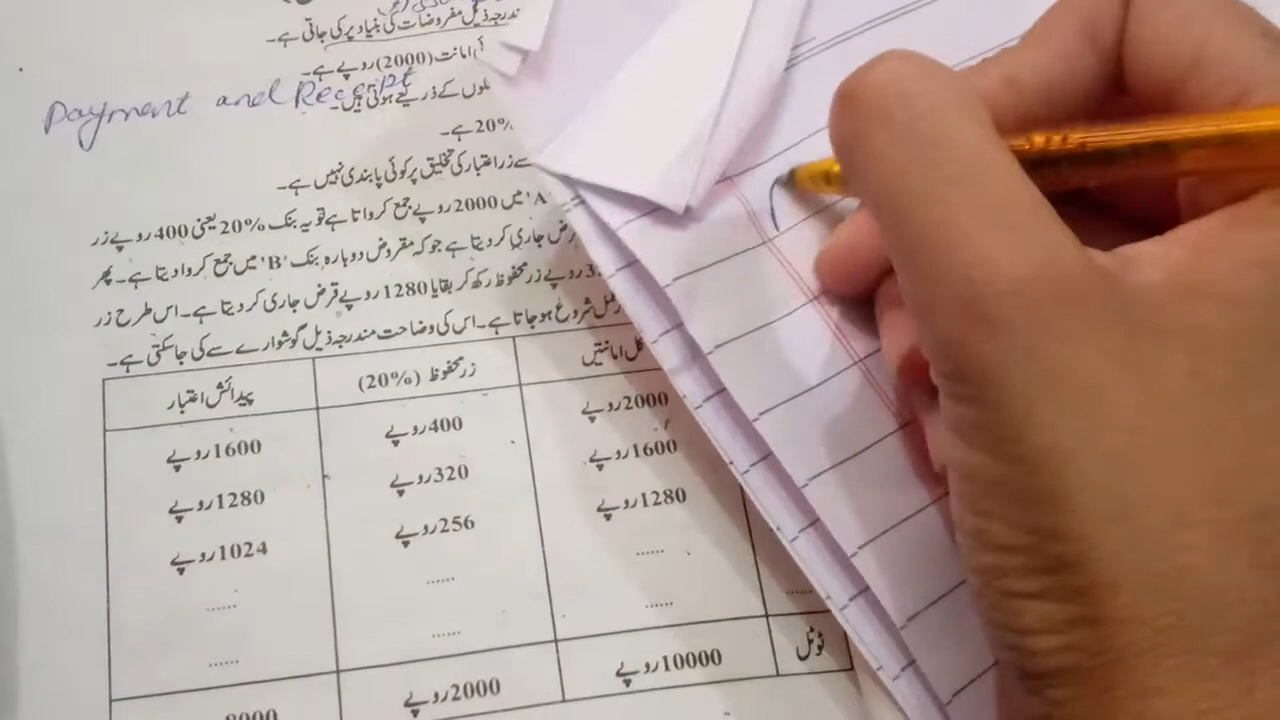 مندرجہ ذیل مفروضات کی بنیاد پر کی جاتی ہے۔
امانت (2000) روپے ہے۔
Payment and Receipt
کے ذریعے ہوتی ہیں۔
20% ہے۔
سے زر اعتبار کی تخلیق پر کوئی پابندی نہیں ہے۔
'A' میں 2000 روپے جمع کرواتا ہے تو یہ بنک 20% یعنی 400 روپے زر
جاری کر دیتا ہے جو کہ مقروض دوبارہ بنک 'B' میں جمع کروا دیتا ہے۔ پھر
روپے زر محفوظ رکھ کر بقایا 1280 روپے قرض جاری کر دیتا ہے۔ اس طرح زر
شروع ہو جاتا ہے۔ اس کی وضاحت مندرجہ ذیل گوشوارے سے کی جا سکتی ہے۔
کل امانتیں زر محفوظ (20%) پیدائش اعتبار
2000 روپے 400 روپے 1600 روپے
1600 روپے 320 روپے 1280 روپے
1280 روپے 256 روپے 1024 روپے
...... ...... ......
...... ...... ...... ......
ٹوٹل 10000 روپے 2000 روپے 8000